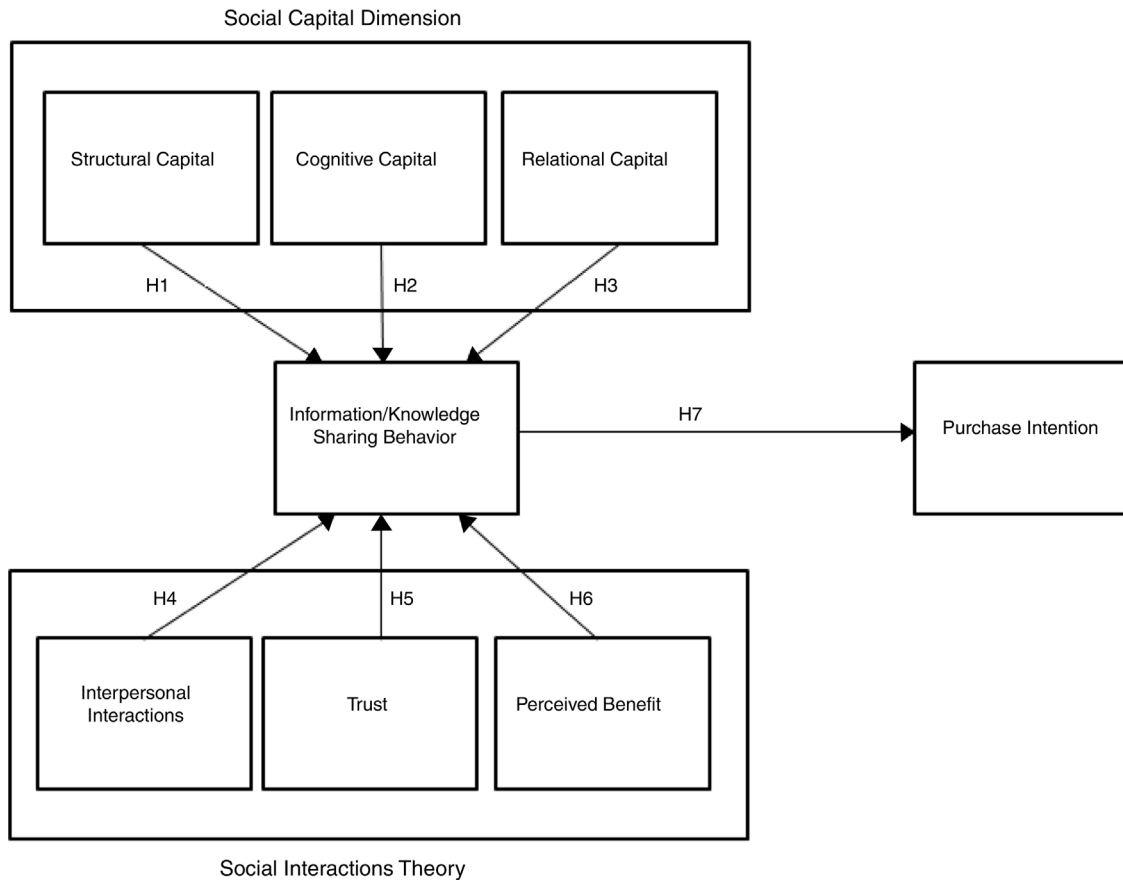 Social Capital Dimension
Structural Capital
Cognitive Capital
Relational Capital
H1
H2
H3
Information/Knowledge
Sharing Behavior
H7
Purchase Intention
H4
H5
H6
Interpersonal
Interactions
Trust
Perceived Benefit
Social Interactions Theory